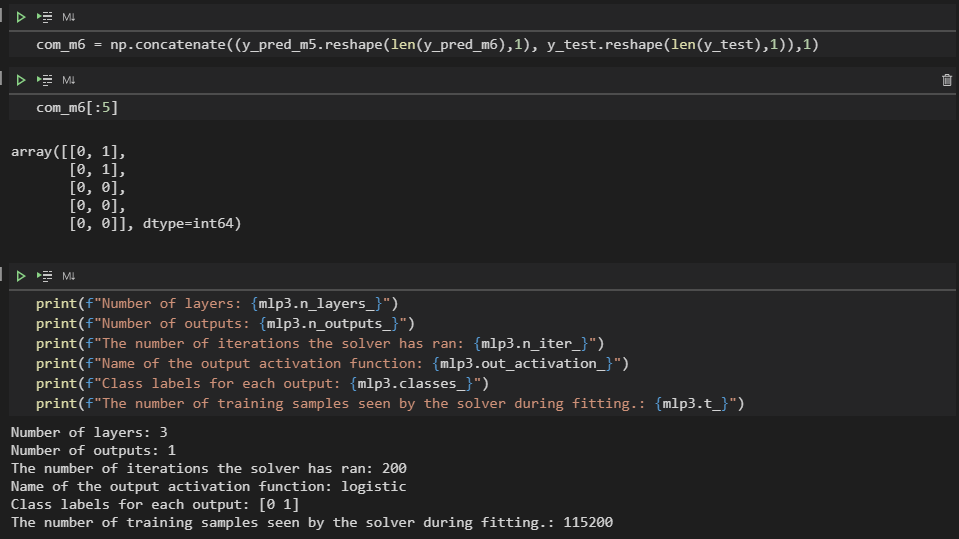 M↓
com_m6 = np.concatenate((y_pred_m5.reshape(len(y_pred_m6),1), y_test.reshape(len(y_test),1)),1)
M↓
com_m6[:5]
array([[0, 1],
       [0, 1],
       [0, 0],
       [0, 0],
       [0, 0]], dtype=int64)
M↓
print(f"Number of layers: {mlp3.n_layers_}")
print(f"Number of outputs: {mlp3.n_outputs_}")
print(f"The number of iterations the solver has ran: {mlp3.n_iter_}")
print(f"Name of the output activation function: {mlp3.out_activation_}")
print(f"Class labels for each output: {mlp3.classes_}")
print(f"The number of training samples seen by the solver during fitting.: {mlp3.t_}")
Number of layers: 3
Number of outputs: 1
The number of iterations the solver has ran: 200
Name of the output activation function: logistic
Class labels for each output: [0 1]
The number of training samples seen by the solver during fitting.: 115200